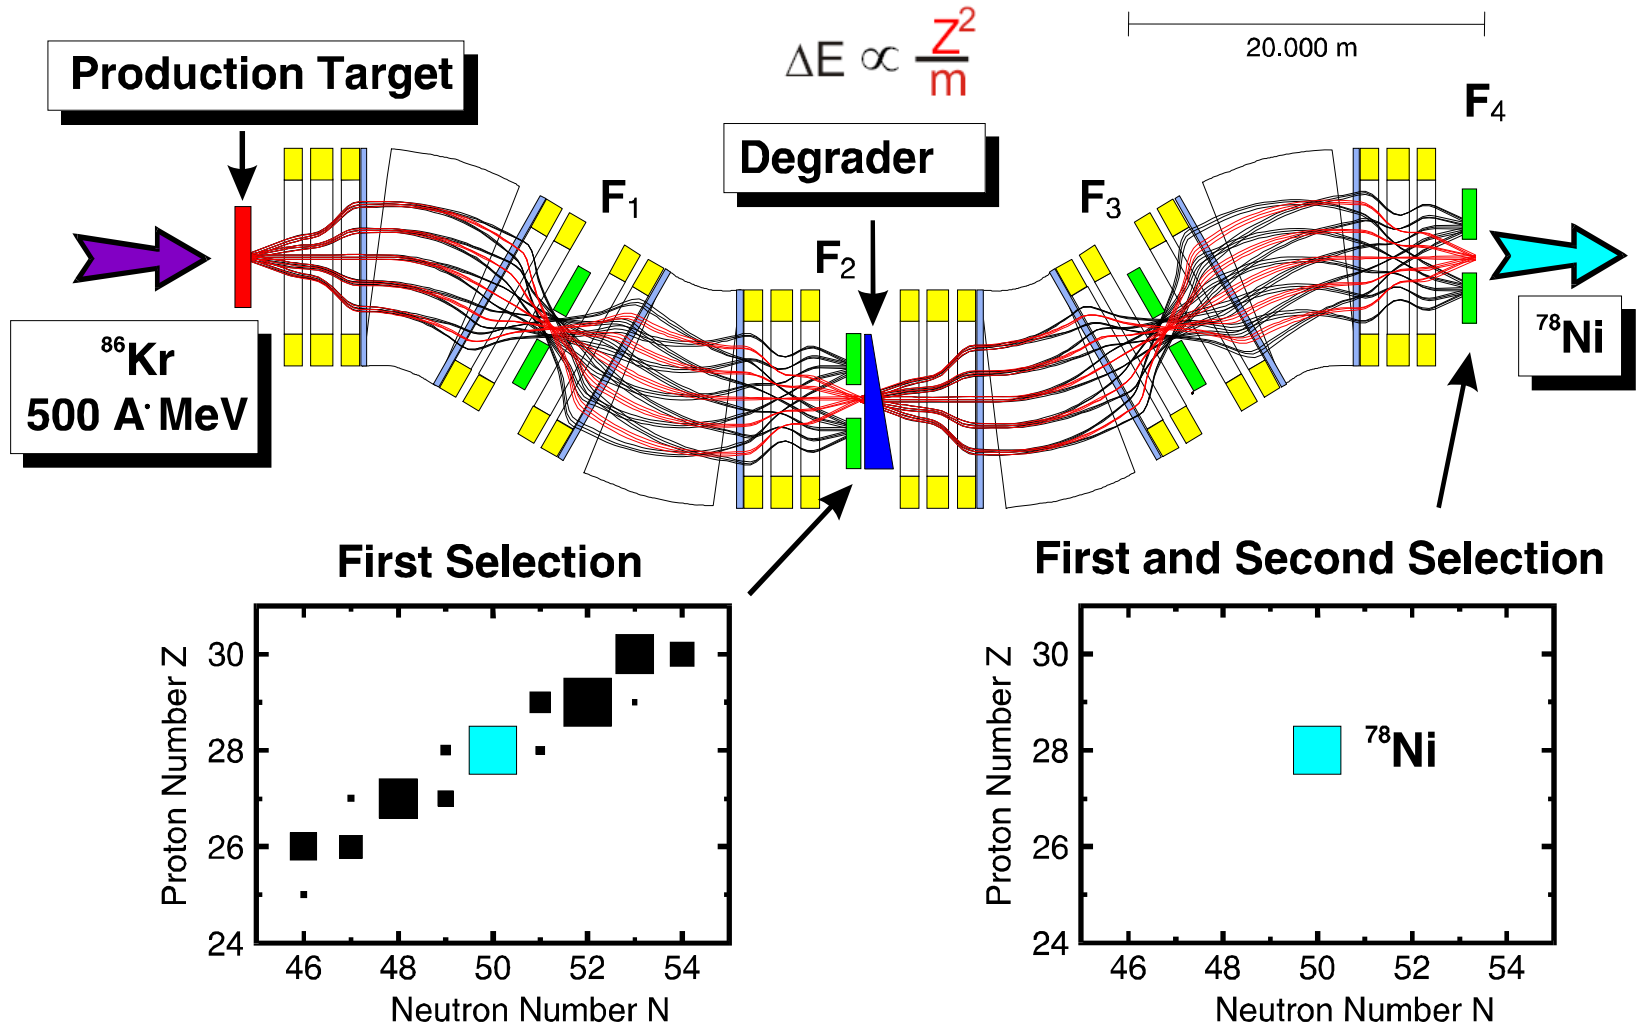 Production Target
ΔE ∝ Z²/m
20.000 m
F₄
Degrader
F₁
F₃
F₂
⁸⁶Kr
500 A·MeV
⁷⁸Ni
First Selection
First and Second Selection
Proton Number Z
30
28
26
24
46 48 50 52 54
Neutron Number N
Proton Number Z
30
28
26
24
⁷⁸Ni
46 48 50 52 54
Neutron Number N